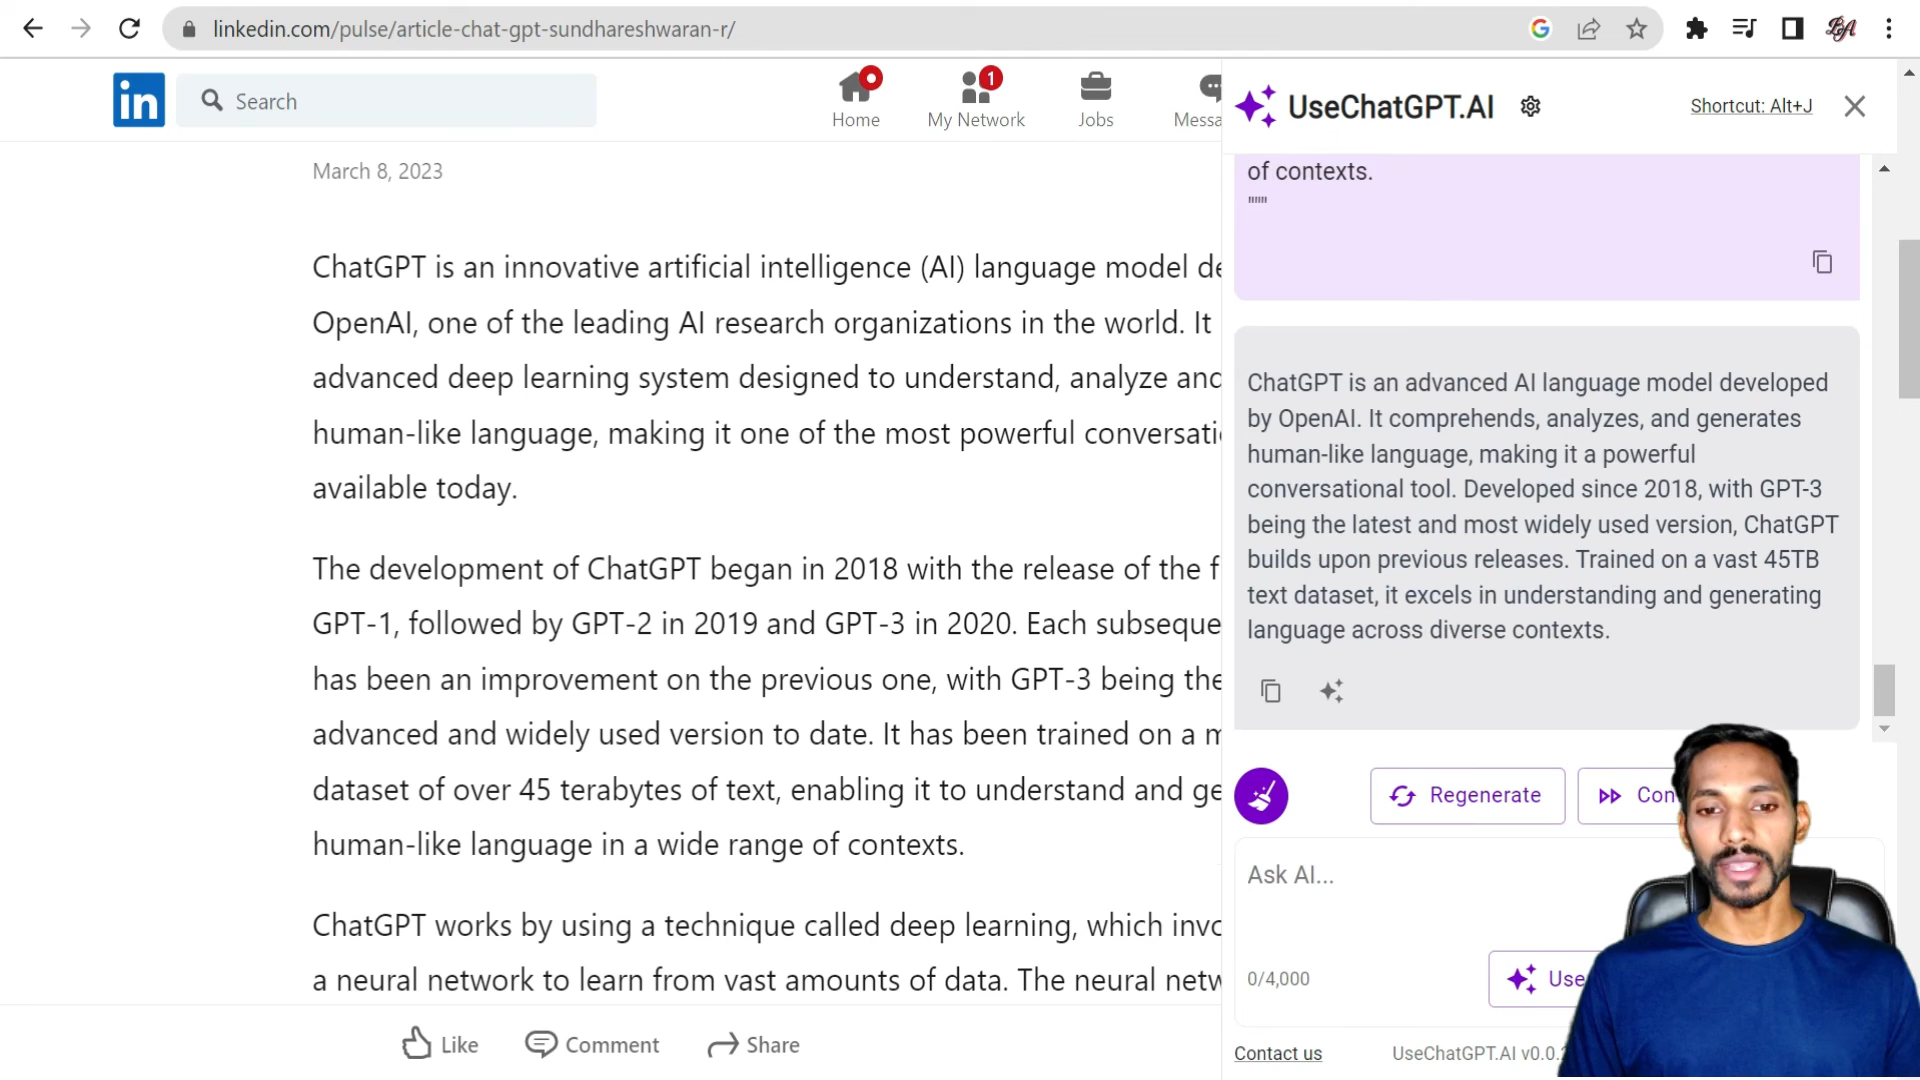 linkedin.com/pulse/article-chat-gpt-sundhareshwaran-r/
in
Search
1
Home
My Network
Jobs
Messa
March 8, 2023
ChatGPT is an innovative artificial intelligence (AI) language model de
OpenAI, one of the leading AI research organizations in the world. It
advanced deep learning system designed to understand, analyze and
human-like language, making it one of the most powerful conversati
available today.
The development of ChatGPT began in 2018 with the release of the f
GPT-1, followed by GPT-2 in 2019 and GPT-3 in 2020. Each subseque
has been an improvement on the previous one, with GPT-3 being the
advanced and widely used version to date. It has been trained on a m
dataset of over 45 terabytes of text, enabling it to understand and ge
human-like language in a wide range of contexts.
ChatGPT works by using a technique called deep learning, which invo
a neural network to learn from vast amounts of data. The neural netw
Like
Comment
Share
UseChatGPT.AI
Shortcut: Alt+J
of contexts.
"""
ChatGPT is an advanced AI language model developed
by OpenAI. It comprehends, analyzes, and generates
human-like language, making it a powerful
conversational tool. Developed since 2018, with GPT-3
being the latest and most widely used version, ChatGPT
builds upon previous releases. Trained on a vast 45TB
text dataset, it excels in understanding and generating
language across diverse contexts.
Regenerate
Con
Ask AI...
0/4,000
Use
Contact us
UseChatGPT.AI v0.0.